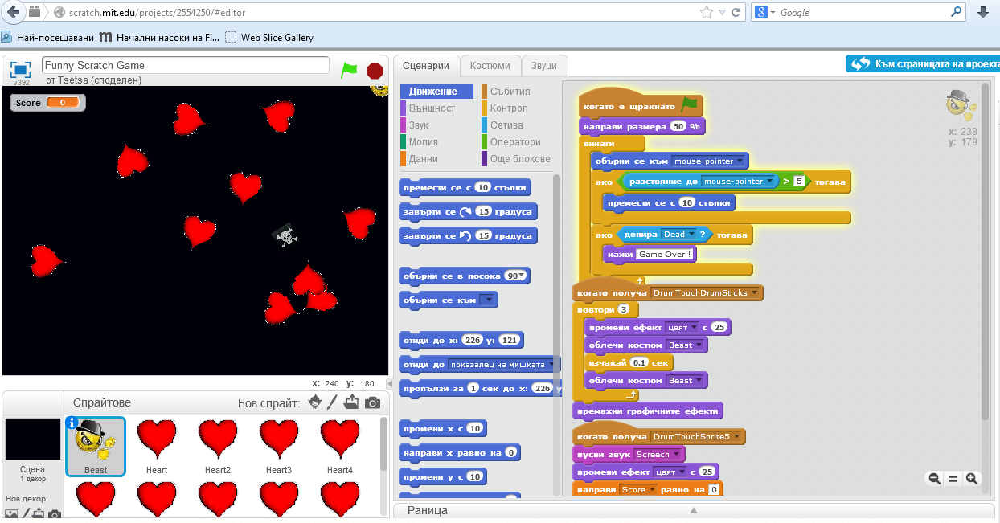 scratch.mit.edu/projects/2554250/#editor
Google
Най-посещавани
Начални насоки на Fi...
Web Slice Gallery
v392
Funny Scratch Game
от Tsetsa (споделен)
Score 0
x: 240 y: 180
Сценарии
Костюми
Звуци
Към страницата на проекта
Движение
Събития
Външност
Контрол
Звук
Сетива
Молив
Оператори
Данни
Още блокове
премести се с 10 стъпки
завърти се 15 градуса
завърти се 15 градуса
обърни се в посока 90
обърни се към
отиди до x: 226 y: 121
отиди до показалец на мишката
пропълзи за 1 сек до x: 226 y
промени x с 10
направи x равно на 0
промени y с 10
когато е щракнато
направи размера 50 %
винаги
обърни се към mouse-pointer
ако разстояние до mouse-pointer > 5 тогава
премести се с 10 стъпки
ако допира Dead ? тогава
кажи Game Over !
когато получа DrumTouchDrumSticks
повтори 3
промени ефект цвят с 25
облечи костюм Beast
изчакай 0.1 сек
облечи костюм Beast
премахни графичните ефекти
когато получа DrumTouchSprite5
пусни звук Screech
промени ефект цвят с 25
направи Score равно на 0
x: 238
y: 179
Спрайтове
Нов спрайт:
Сцена
1 декор
Нов декор:
Beast
Heart
Heart2
Heart3
Heart4
Раница